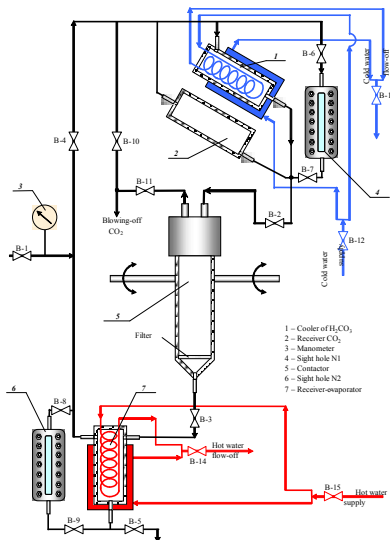 B-6
1
Cold water
flow-off
B-1
B-4
B-10
2
B-7
4
3
B-11
B-2
Blowing-off
CO₂
B-12
B-1
Cold water
supply
5
Filter
1 – Cooler of H₂CO₃
2 – Receiver CO₂
3 – Manometer
4 – Sight hole N1
5 – Contactor
6 – Sight hole N2
7 – Receiver-evoporator
6
B-8
7
B-3
Hot water
flow-off
B-14
B-15
Hot water
supply
B-9
B-5